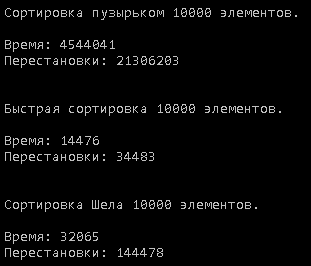 Сортировка пузырьком 10000 элементов.
Время: 4544041
Перестановки: 21306203
Быстрая сортировка 10000 элементов.
Время: 14476
Перестановки: 34483
Сортировка Шела 10000 элементов.
Время: 32065
Перестановки: 144478